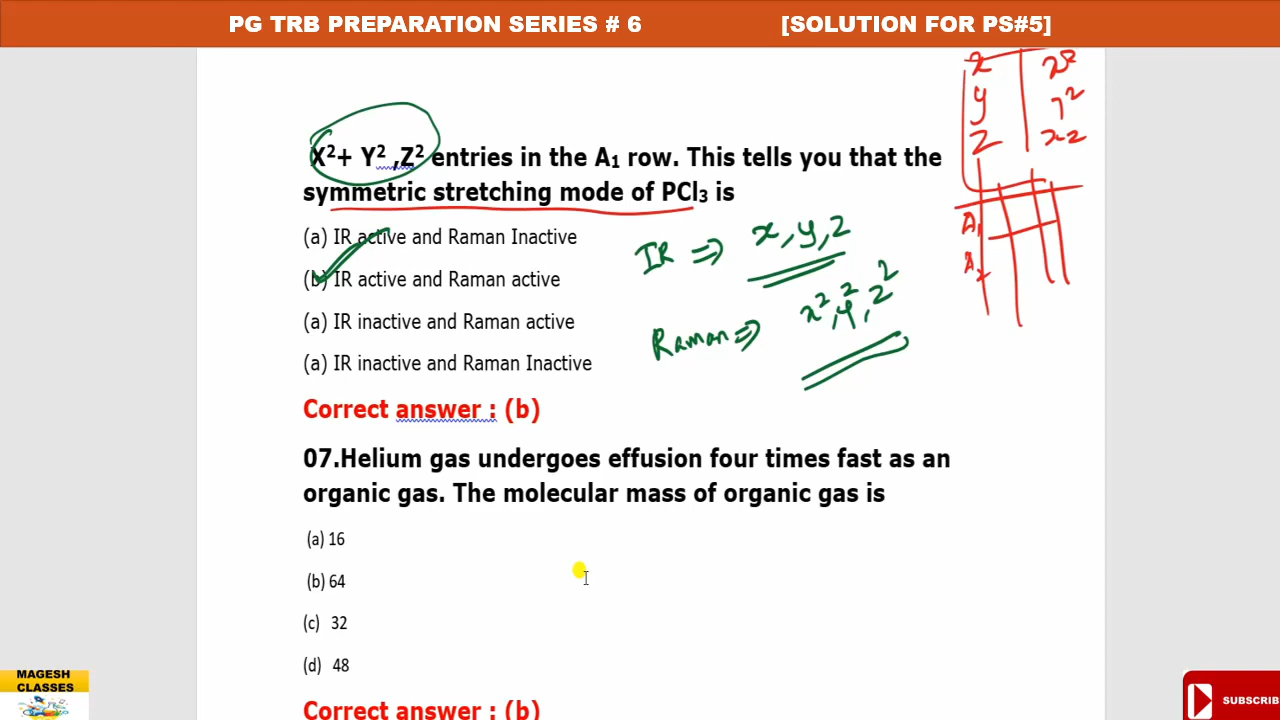 PG TRB PREPARATION SERIES # 6 [SOLUTION FOR PS#5]
X²+ Y² ,Z² entries in the A₁ row. This tells you that the
symmetric stretching mode of PCl₃ is
(a) IR active and Raman Inactive
(b) IR active and Raman active
(a) IR inactive and Raman active
(a) IR inactive and Raman Inactive
IR ⇒ x, y, z
Raman ⇒ x², y², z²
x
y
z
A₁
A₂
Correct answer : (b)
07.Helium gas undergoes effusion four times fast as an
organic gas. The molecular mass of organic gas is
(a) 16
(b) 64
(c) 32
(d) 48
Correct answer : (b)
MAGESH
CLASSES
SUBSCRIB